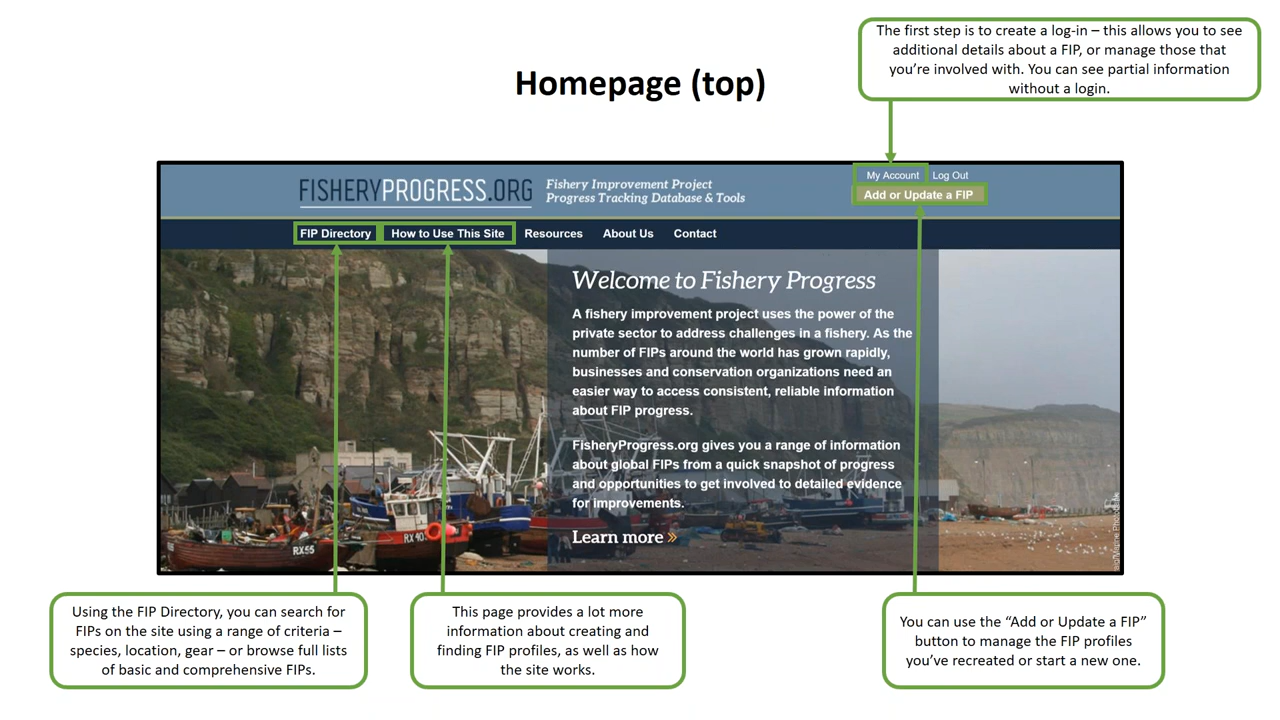 The first step is to create a log-in – this allows you to see
additional details about a FIP, or manage those that
you're involved with. You can see partial information
without a login.
Homepage (top)
My Account Log Out
FISHERYPROGRESS.ORG
Fishery Improvement Project
Progress Tracking Database & Tools
Add or Update a FIP
FIP Directory How to Use This Site Resources About Us Contact
Welcome to Fishery Progress
A fishery improvement project uses the power of the
private sector to address challenges in a fishery. As the
number of FIPs around the world has grown rapidly,
businesses and conservation organizations need an
easier way to access consistent, reliable information
about FIP progress.
FisheryProgress.org gives you a range of information
about global FIPs from a quick snapshot of progress
and opportunities to get involved to detailed evidence
for improvements.
Learn more »
RX 55
RX 40
Using the FIP Directory, you can search for
FIPs on the site using a range of criteria –
species, location, gear – or browse full lists
of basic and comprehensive FIPs.
This page provides a lot more
information about creating and
finding FIP profiles, as well as how
the site works.
You can use the “Add or Update a FIP”
button to manage the FIP profiles
you've recreated or start a new one.